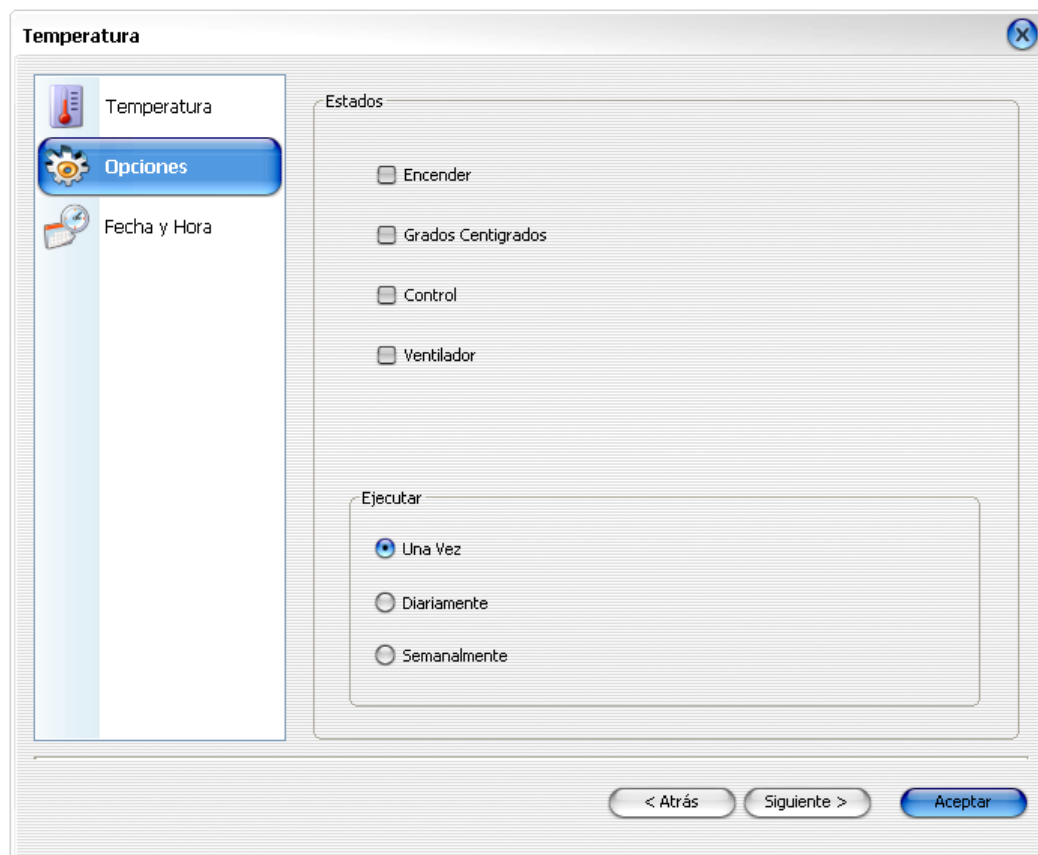 Temperatura
Temperatura
Opciones
Fecha y Hora
Estados
Encender
Grados Centigrados
Control
Ventilador
Ejecutar
Una Vez
Diariamente
Semanalmente
< Atrás
Siguiente >
Aceptar